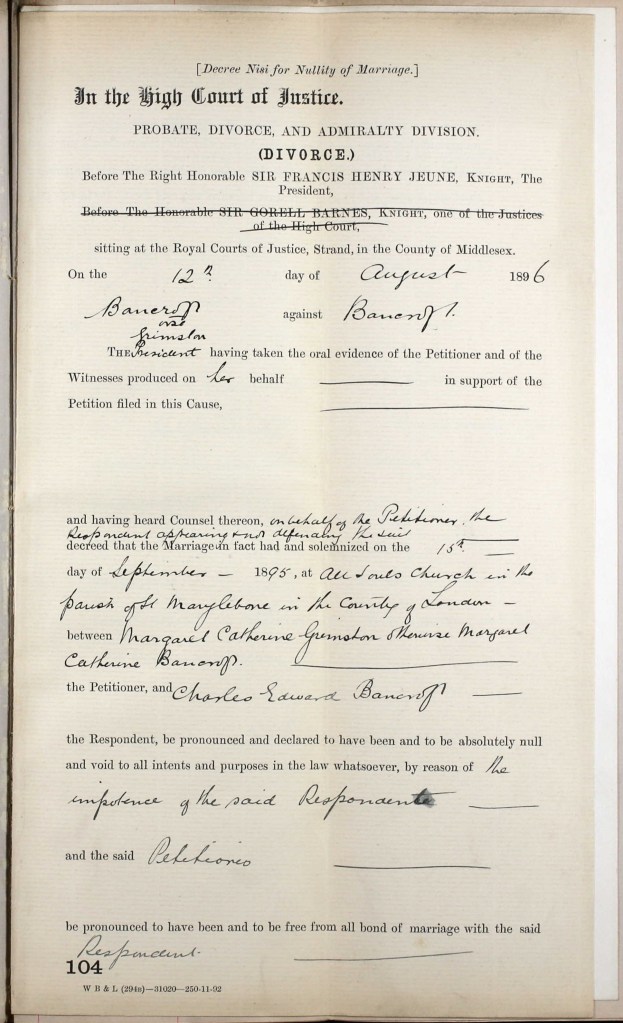 [Decree Nisi for Nullity of Marriage.]
In the High Court of Justice.
PROBATE, DIVORCE, AND ADMIRALTY DIVISION.
(DIVORCE.)
Before The Right Honorable SIR FRANCIS HENRY JEUNE, KNIGHT, The
President,
Before The Honorable SIR GORELL BARNES, KNIGHT, one of the Justices
of the High Court,
sitting at the Royal Courts of Justice, Strand, in the County of Middlesex.
On the 12th day of August 1896
Bancroft against Bancroft.
orse
Grimston
THE President having taken the oral evidence of the Petitioner and of the
Witnesses produced on her behalf in support of the
Petition filed in this Cause,
and having heard Counsel thereon, on behalf of the Petitioner, the
Respondent appearing & not defending the suit
decreed that the Marriage in fact had and solemnized on the 15th
day of September 1895, at All Souls Church in the
parish of St Marylebone in the County of London
between Margaret Catherine Grimston otherwise Margaret
Catherine Bancroft.
the Petitioner, and Charles Edward Bancroft
the Respondent, be pronounced and declared to have been and to be absolutely null
and void to all intents and purposes in the law whatsoever, by reason of the
impotence of the said Respondent
and the said Petitioner
be pronounced to have been and to be free from all bond of marriage with the said
Respondent.
104
W B & L (294n)—31020—250-11-92